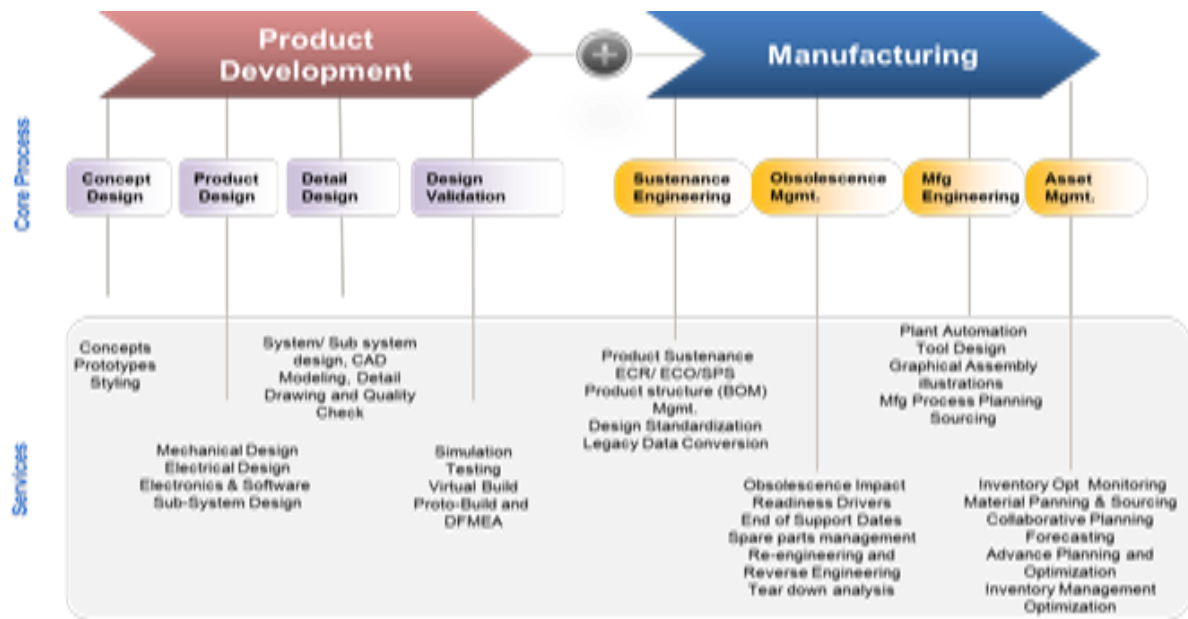 Product
Development
Manufacturing
Core Process
Concept
Design
Product
Design
Detail
Design
Design
Validation
Sustenance
Engineering
Obsolescence
Mgmt.
Mfg
Engineering
Asset
Mgmt.
Services
Concepts
Prototypes
Styling
Mechanical Design
Electrical Design
Electronics & Software
Sub-System Design
System/ Sub system
design, CAD
Modeling, Detail
Drawing and Quality
Check
Simulation
Testing
Virtual Build
Proto-Build and
DFMEA
Product Sustenance
ECR/ ECO/SPS
Product structure (BOM)
Mgmt.
Design Standardization
Legacy Data Conversion
Obsolescence Impact
Readiness Drivers
End of Support Dates
Spare parts management
Re-engineering and
Reverse Engineering
Tear down analysis
Plant Automation
Tool Design
Graphical Assembly
illustrations
Mfg Process Planning
Sourcing
Inventory Opt Monitoring
Material Panning & Sourcing
Collaborative Planning
Forecasting
Advance Planning and
Optimization
Inventory Management
Optimization